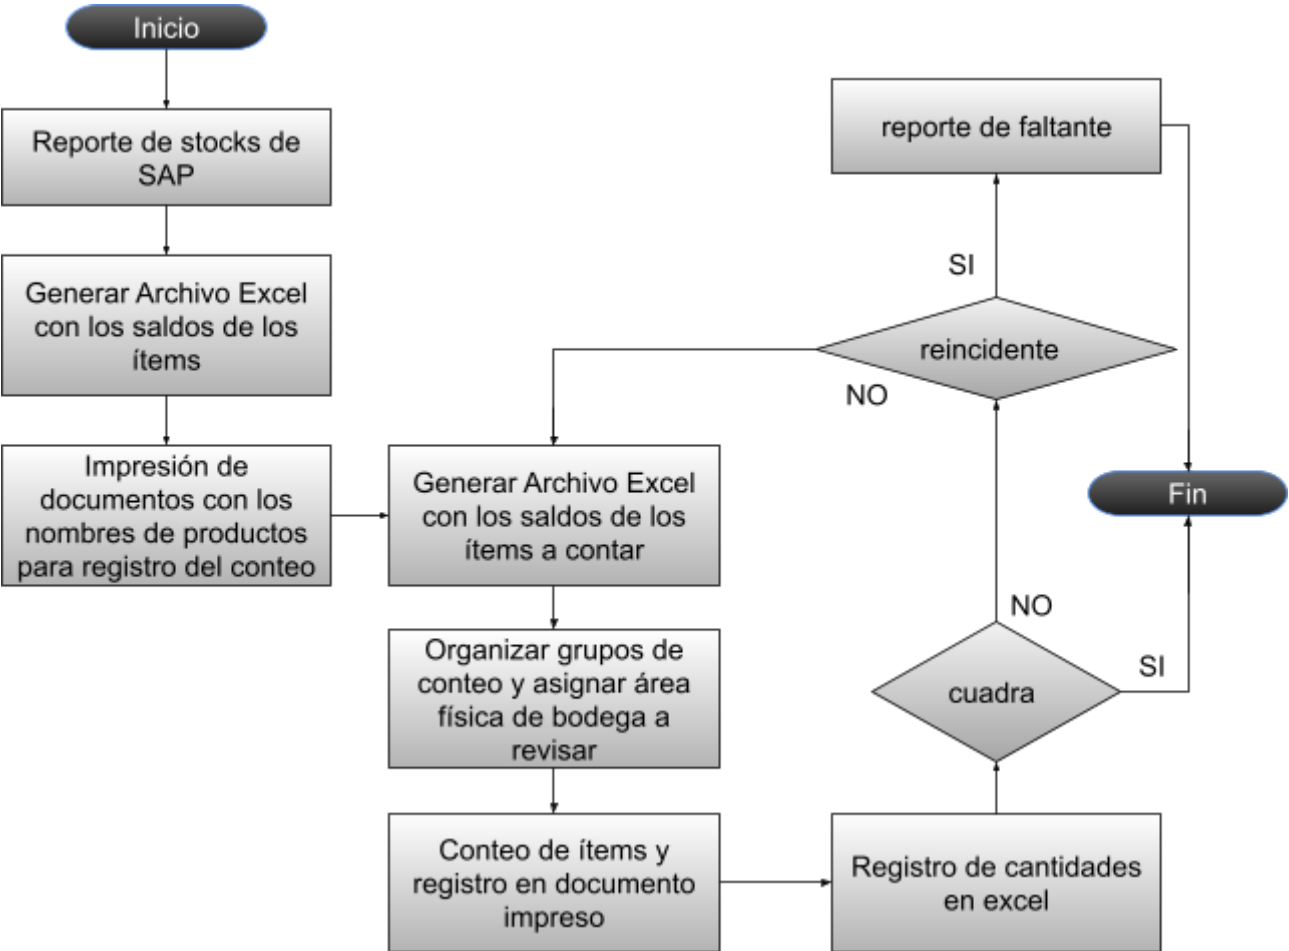 Inicio
Reporte de stocks de
SAP
Generar Archivo Excel
con los saldos de los
ítems
Impresión de
documentos con los
nombres de productos
para registro del conteo
Generar Archivo Excel
con los saldos de los
ítems a contar
Organizar grupos de
conteo y asignar área
física de bodega a
revisar
Conteo de ítems y
registro en documento
impreso
Registro de cantidades
en excel
cuadra
SI
NO
reincidente
NO
SI
reporte de faltante
Fin